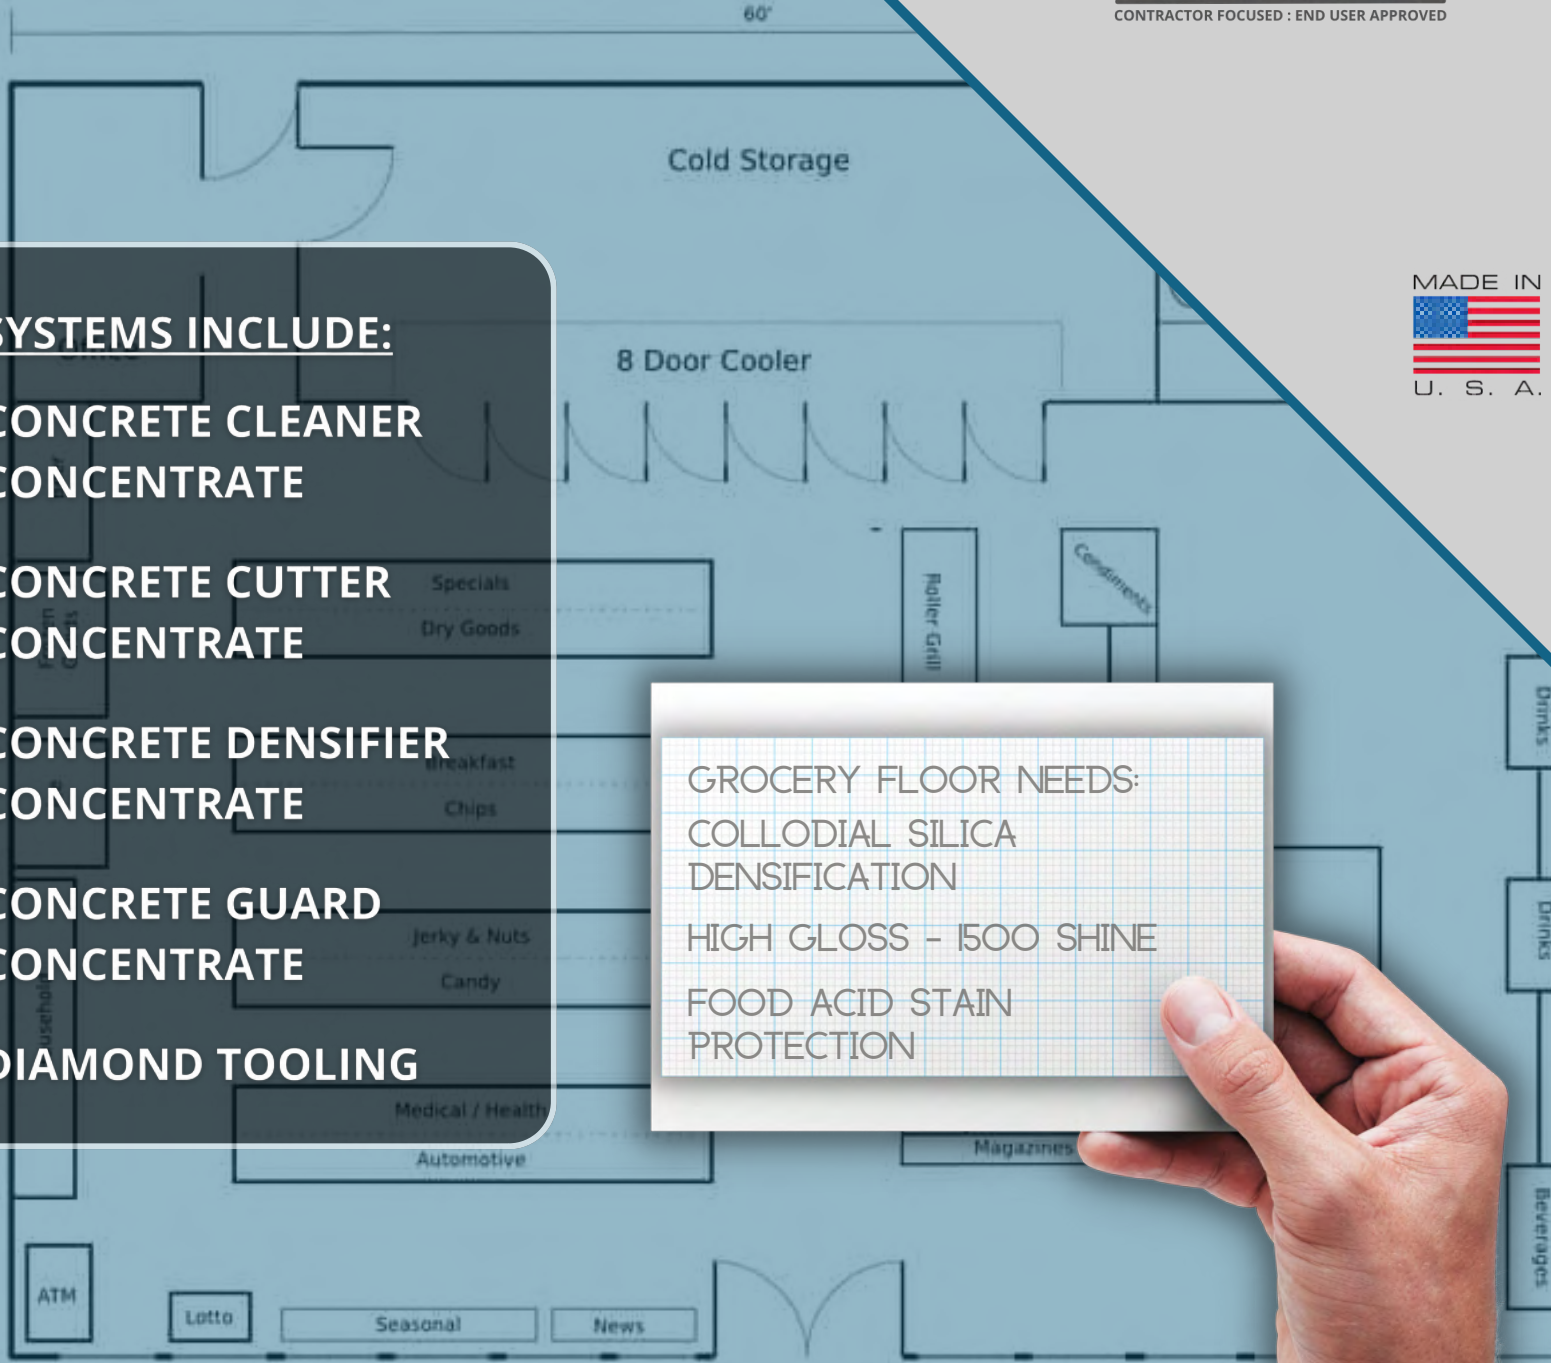 60'
CONTRACTOR FOCUSED : END USER APPROVED
Cold Storage
MADE IN
U. S. A.
8 Door Cooler
SYSTEMS INCLUDE:
CONCRETE CLEANER
CONCENTRATE
CONCRETE CUTTER
CONCENTRATE
CONCRETE DENSIFIER
CONCENTRATE
CONCRETE GUARD
CONCENTRATE
DIAMOND TOOLING
Office
Specials
Dry Goods
Roller Grill
Condiments
Breakfast
Chips
Jerky & Nuts
Candy
Medical / Health
Automotive
GROCERY FLOOR NEEDS:
COLLODIAL SILICA
DENSIFICATION
HIGH GLOSS - 1500 SHINE
FOOD ACID STAIN
PROTECTION
Magazines
Drinks
Drinks
Beverages
ATM
Lotto
Seasonal
News